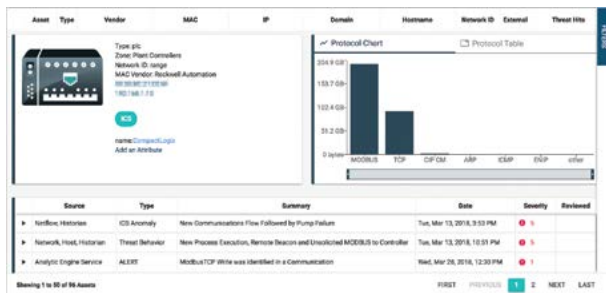 Asset Type Vendor MAC IP Domain Hostname Network ID External Threat Hits
Type: plc
Zone: Plant Controllers
Network ID: range
MAC Vendor: Rockwell Automation
192.168.1.10
ICS
name:CompactLogix
Add an Attribute
Protocol Chart Protocol Table
204.9 GB
153.7 GB
102.4 GB
51.2 GB
0 bytes
MODBUS TCP CIP CM ARP ICMP ENIP other
Source Type Summary Date Severity Reviewed
Netflow, Historian ICS Anomaly New Communications Flow Followed by Pump Failure Tue, Mar 13, 2018, 3:53 PM 5
Network, Host, Historian Threat Behavior New Process Execution, Remote Beacon and Unsolicited MODBUS to Controller Tue, Mar 13, 2018, 10:51 PM 5
Analytic Engine Service ALERT ModbusTCP Write was identified in a Communication Wed, Mar 28, 2018, 12:30 PM 1
Showing 1 to 50 of 96 Assets FIRST PREVIOUS 1 2 NEXT LAST